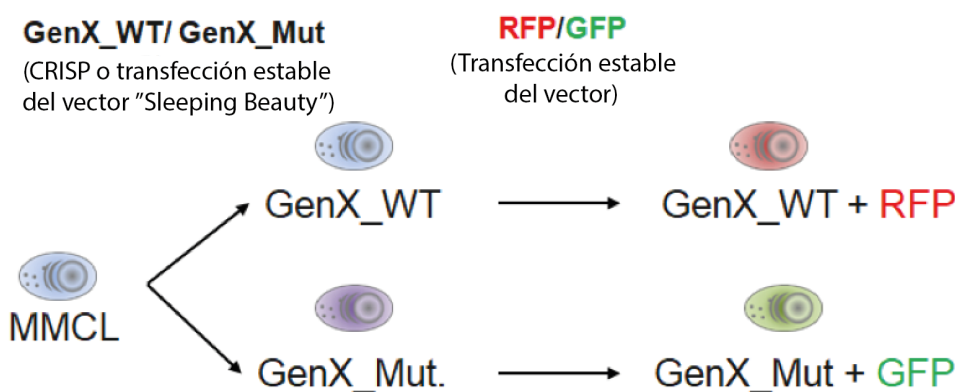 GenX_WT/ GenX_Mut
(CRISP o transfección estable
del vector ”Sleeping Beauty”)
RFP/GFP
(Transfección estable
del vector)
GenX_WT
GenX_WT + RFP
MMCL
GenX_Mut.
GenX_Mut + GFP